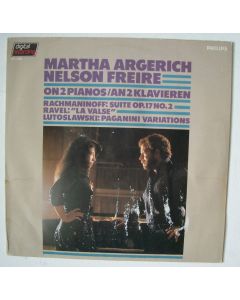 digital
recording
PHILIPS
MARTHA ARGERICH
NELSON FREIRE
ON 2 PIANOS/AN 2 KLAVIEREN
RACHMANINOFF: SUITE OP.17 NO.2
RAVEL: "LA VALSE"
LUTOSLAWSKI: PAGANINI VARIATIONS